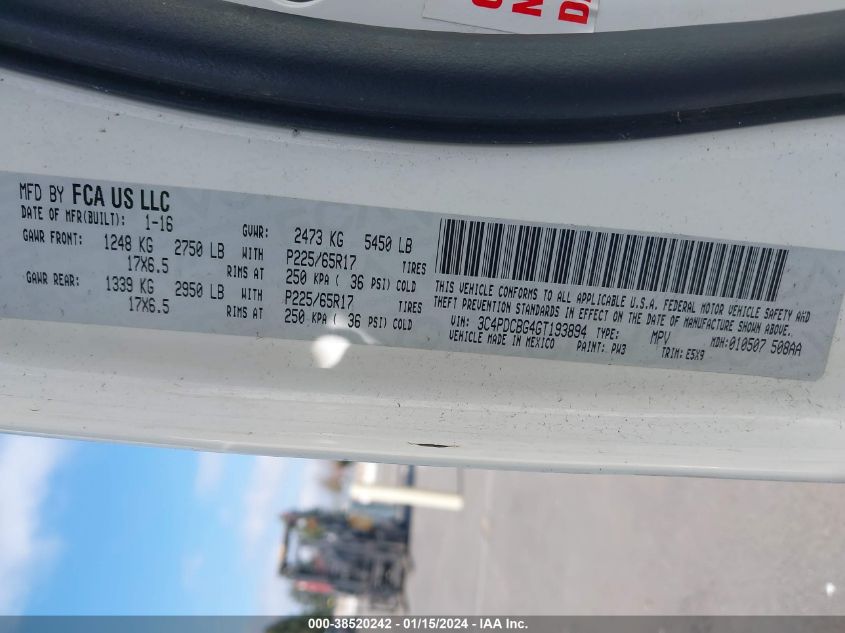 MFD BY FCA US LLC
DATE OF MFR(BUILT): 1-16
GVWR: 2473 KG 5450 LB
GAWR FRONT: 1248 KG 2750 LB WITH P225/65R17 TIRES
17X6.5 RIMS AT 250 KPA ( 36 PSI) COLD
GAWR REAR: 1339 KG 2950 LB WITH P225/65R17 TIRES
17X6.5 RIMS AT 250 KPA ( 36 PSI) COLD
THIS VEHICLE CONFORMS TO ALL APPLICABLE U.S.A. FEDERAL MOTOR VEHICLE SAFETY AND
THEFT PREVENTION STANDARDS IN EFFECT ON THE DATE OF MANUFACTURE SHOWN ABOVE.
VIN: 3C4PDCBG4GT193894 TYPE: MPV MDH:010507 508AA
VEHICLE MADE IN MEXICO PAINT: PW3 TRIM: E5X9
000-38520242 - 01/15/2024 - IAA Inc.